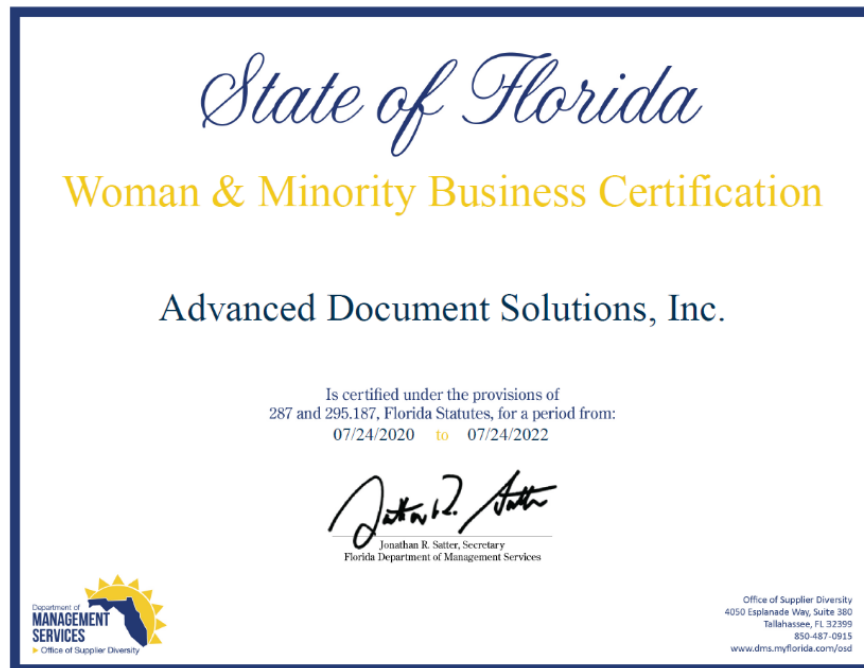 State of Florida
Woman & Minority Business Certification
Advanced Document Solutions, Inc.
Is certified under the provisions of
287 and 295.187, Florida Statutes, for a period from:
07/24/2020 to 07/24/2022
Jonathan R. Satter, Secretary
Florida Department of Management Services
Department of
MANAGEMENT
SERVICES
Office of Supplier Diversity
Office of Supplier Diversity
4050 Esplanade Way, Suite 380
Tallahassee, FL 32399
850-487-0915
www.dms.myflorida.com/osd